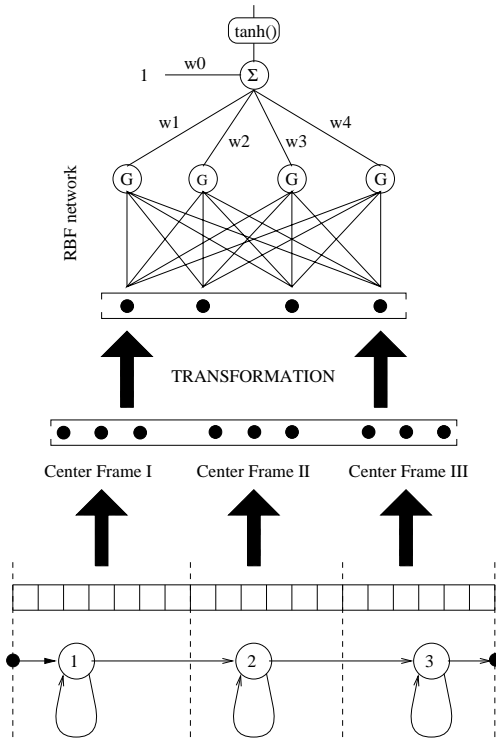 tanh()
w0
1
Σ
w1
w2
w3
w4
G
G
G
G
RBF network
TRANSFORMATION
Center Frame I
Center Frame II
Center Frame III
1
2
3